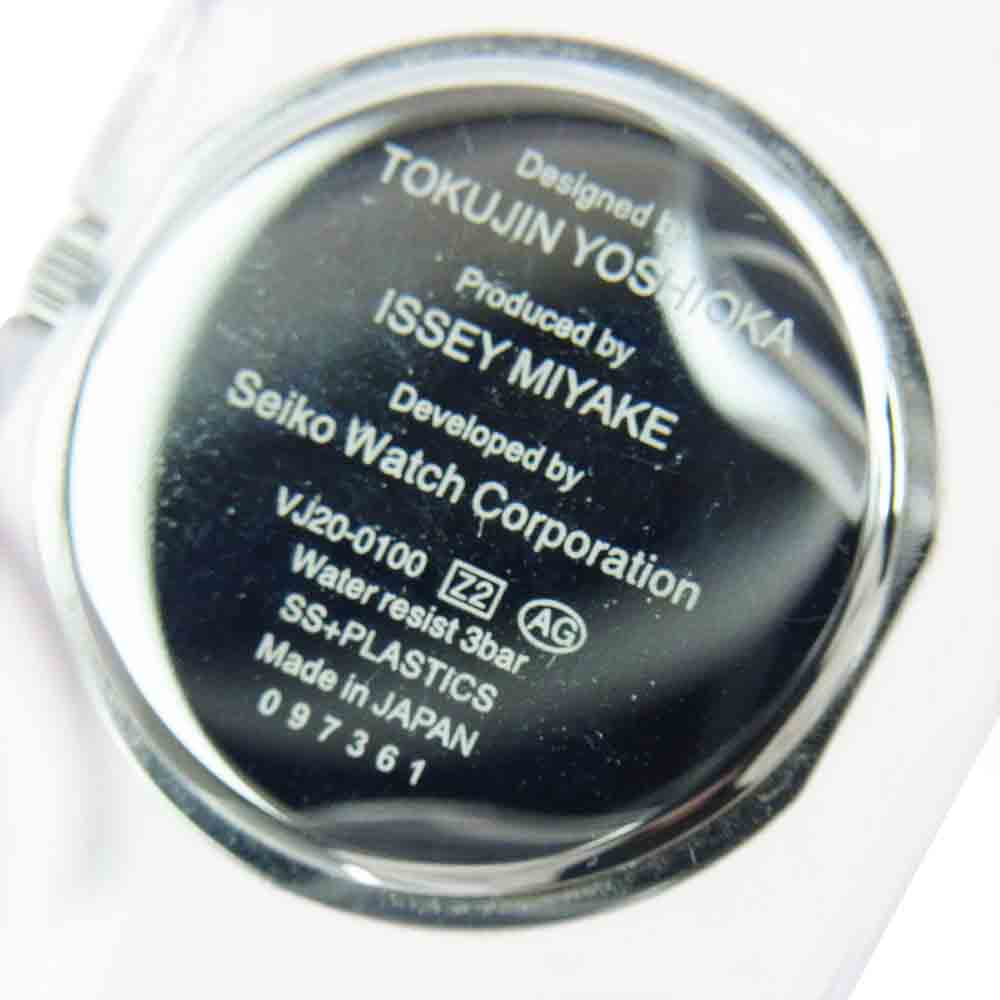 Designed by
TOKUJIN YOSHIOKA
Produced by
ISSEY MIYAKE
Developed by
Seiko Watch Corporation
VJ20-0100 Z2 AG
Water resist 3bar
SS+PLASTICS
Made in JAPAN
097361